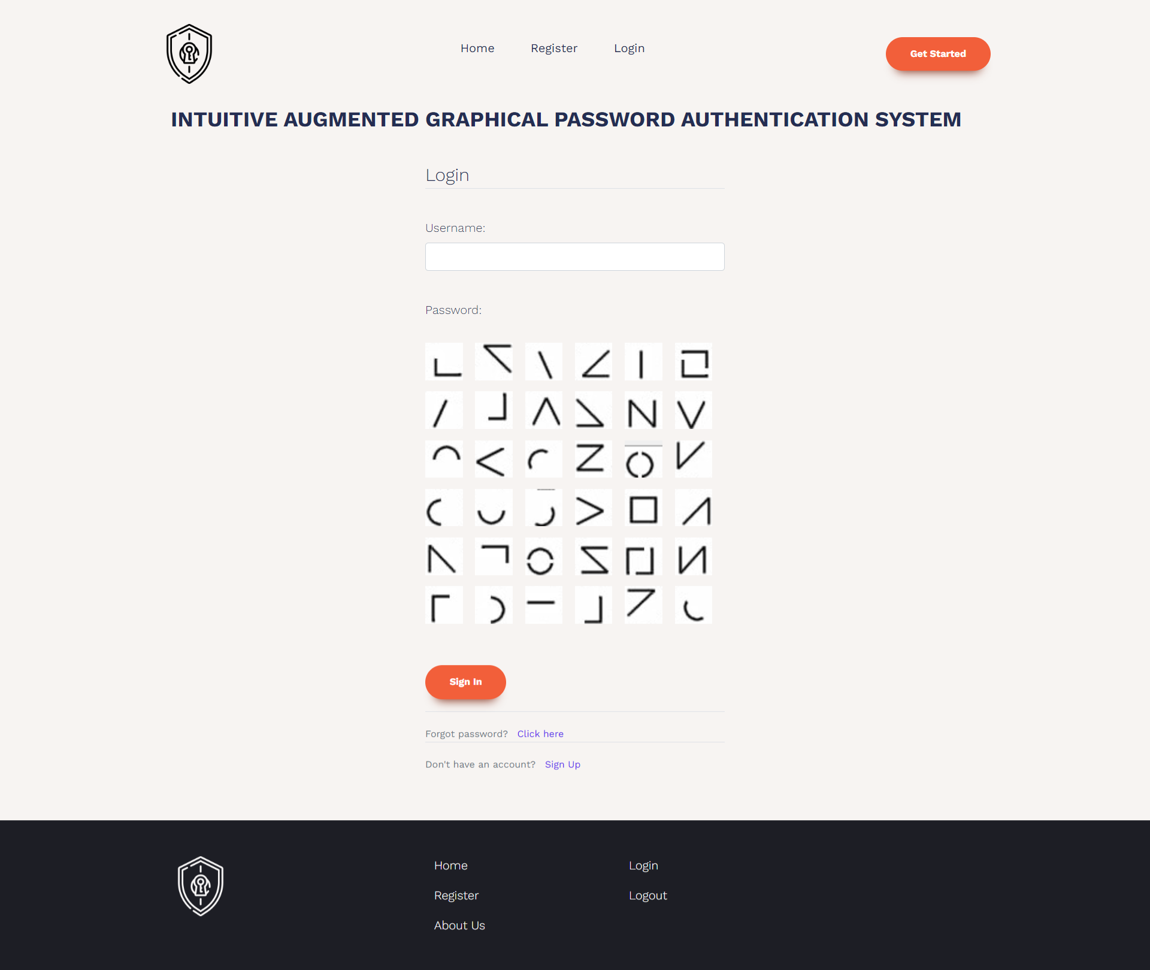 Home Register Login
Get Started
INTUITIVE AUGMENTED GRAPHICAL PASSWORD AUTHENTICATION SYSTEM
Login
Username:
Password:
Sign In
Forgot password? Click here
Don't have an account? Sign Up
Home
Register
About Us
Login
Logout